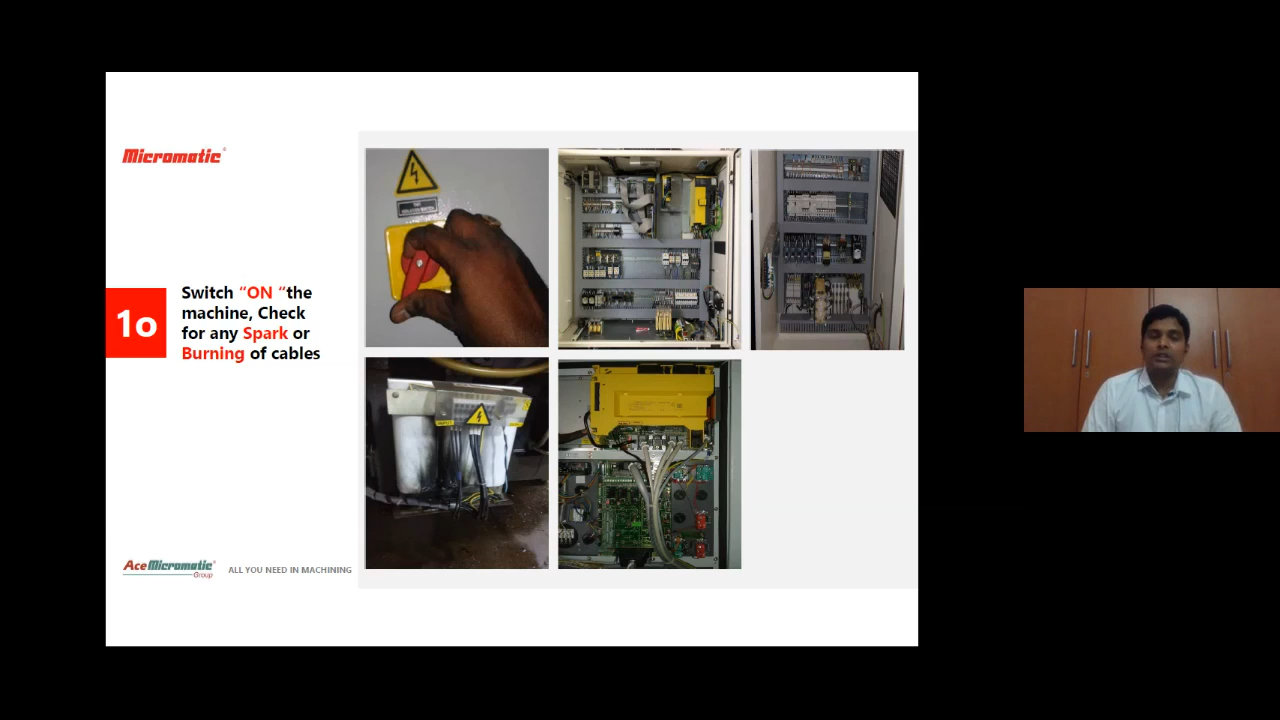 Micromatic
1o
Switch “ON “the
machine, Check
for any Spark or
Burning of cables
AceMicromatic
Group
ALL YOU NEED IN MACHINING